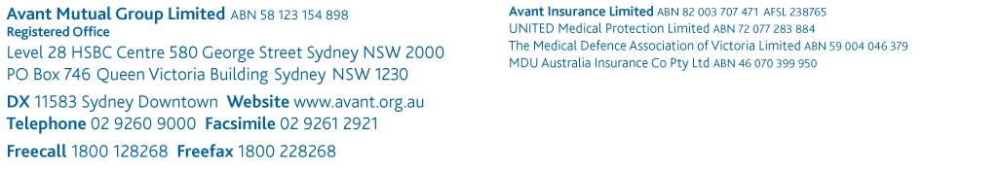 Avant Mutual Group Limited ABN 58 123 154 898
Registered Office
Level 28 HSBC Centre 580 George Street Sydney NSW 2000
PO Box 746 Queen Victoria Building Sydney NSW 1230
DX 11583 Sydney Downtown Website www.avant.org.au
Telephone 02 9260 9000 Facsimile 02 9261 2921
Freecall 1800 128268 Freefax 1800 228268
Avant Insurance Limited ABN 82 003 707 471 AFSL 238765
UNITED Medical Protection Limited ABN 72 077 283 884
The Medical Defence Association of Victoria Limited ABN 59 004 046 379
MDU Australia Insurance Co Pty Ltd ABN 46 070 399 950